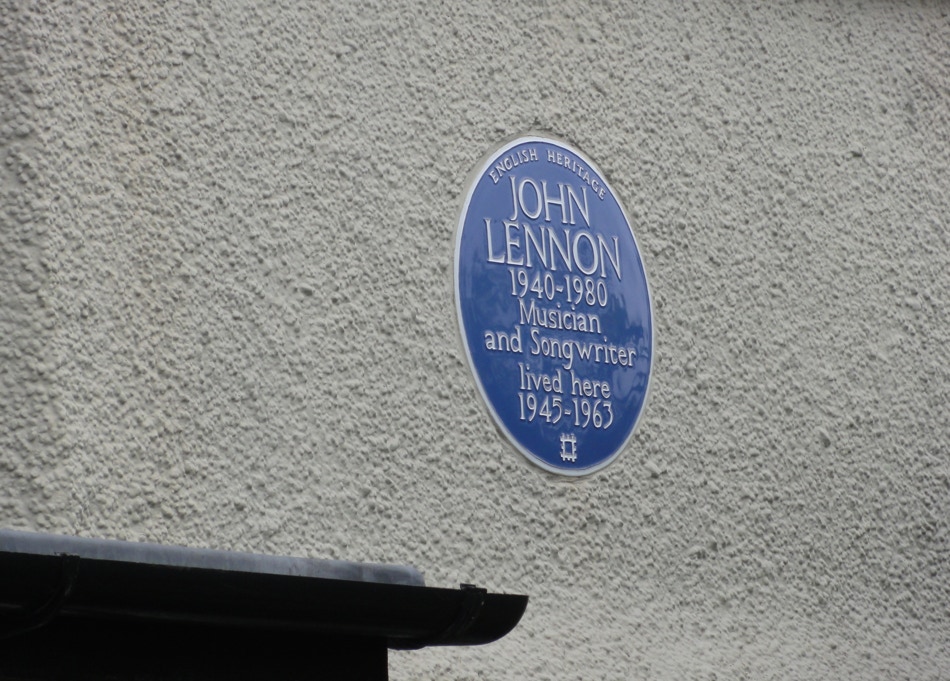 ENGLISH HERITAGE
JOHN
LENNON
1940-1980
Musician
and Songwriter
lived here
1945-1963